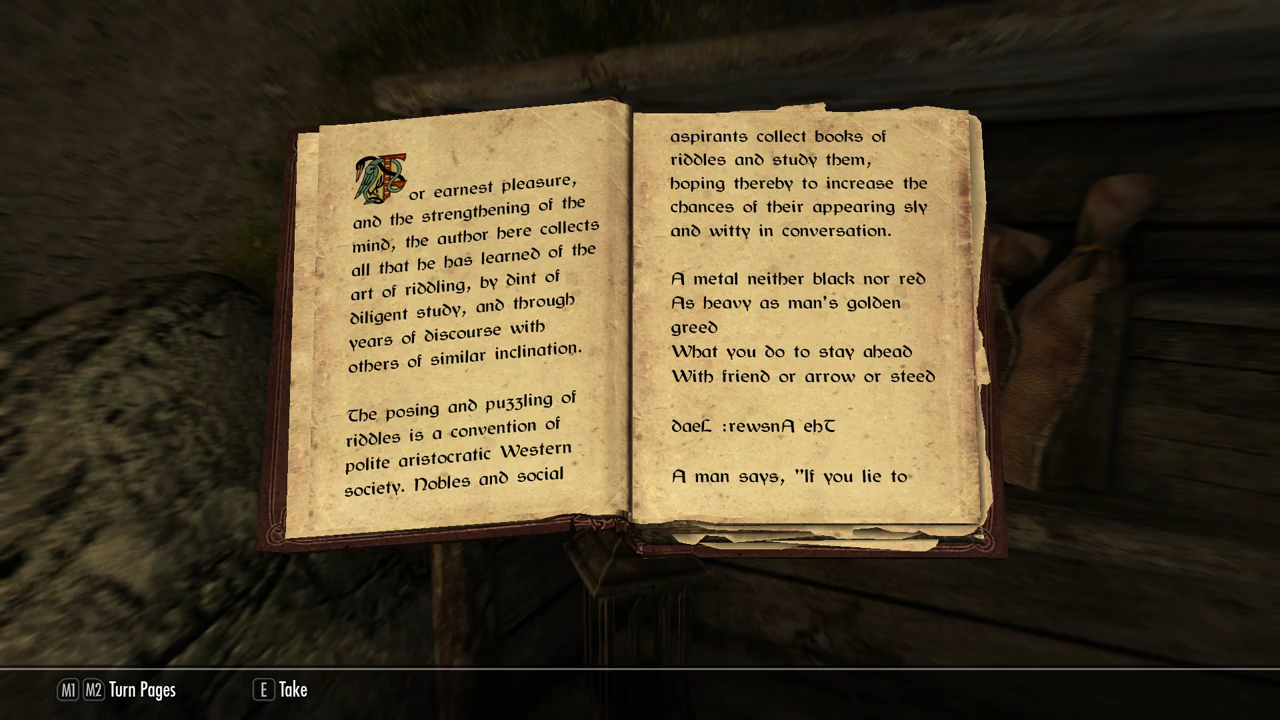 For earnest pleasure,
and the strengthening of the
mind, the author here collects
all that he has learned of the
art of riddling, by dint of
diligent study, and through
years of discourse with
others of similar inclination.
The posing and puzzling of
riddles is a convention of
polite aristocratic Western
society. Nobles and social
aspirants collect books of
riddles and study them,
hoping thereby to increase the
chances of their appearing sly
and witty in conversation.
A metal neither black nor red
As heavy as man's golden
greed
What you do to stay ahead
With friend or arrow or steed
daeL :rewsnA ehT
A man says, "If you lie to
M1 M2 Turn Pages
E Take